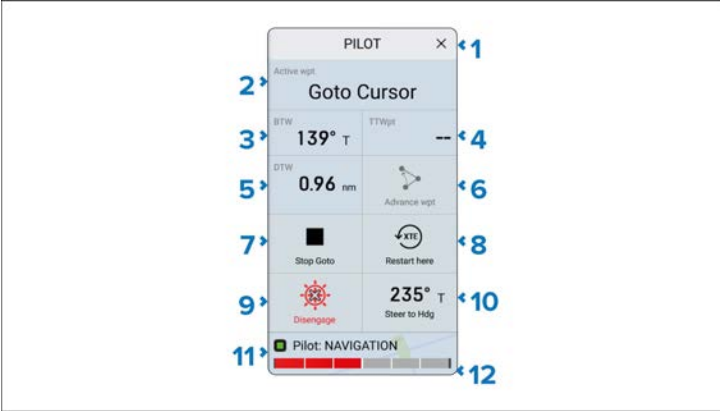 PILOT × 1
2 Active wpt
Goto Cursor
BTW TTWpt
3 139° T -- 4
DTW
5 0.96 nm 6
Advance wpt
7 XTE 8
Stop Goto Restart here
9 235° T 10
Disengage Steer to Hdg
11 Pilot: NAVIGATION
12